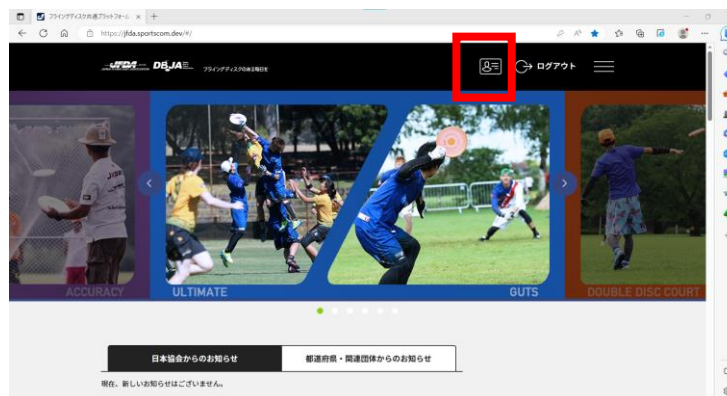 フライングディスク共通プラットフォーム
https://jfda.sportscom.dev/#/
JFDA
フライングディスクの未来を創造
ログアウト
ACCURACY
ULTIMATE
GUTS
DOUBLE DISC COURT
日本協会からのお知らせ
都道府県・関連団体からのお知らせ
現在、新しいお知らせはございません。